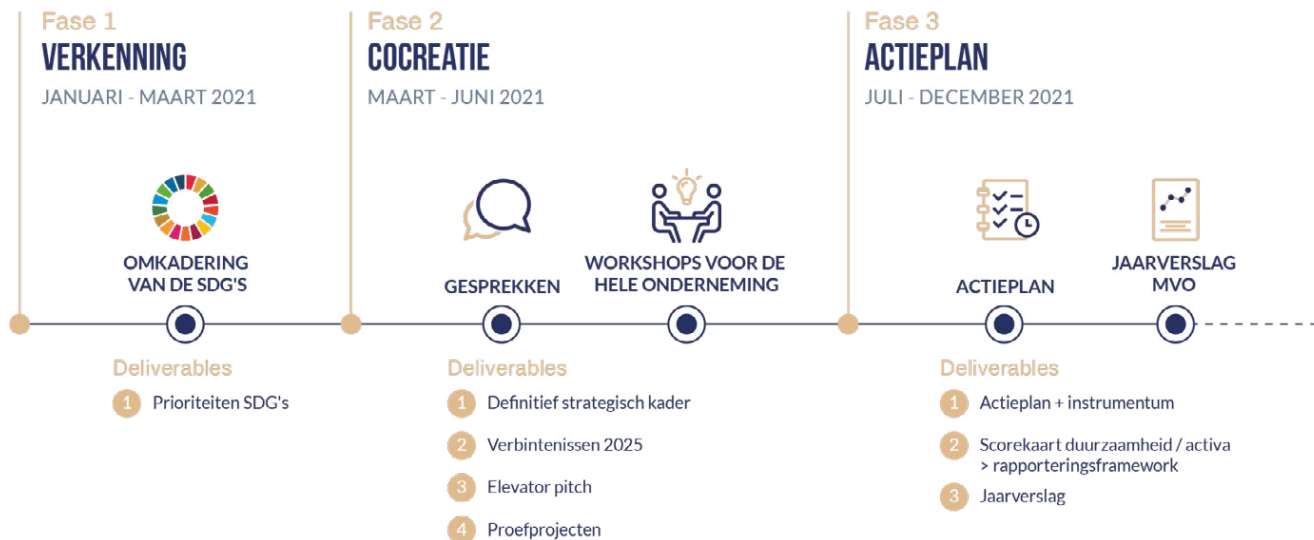 Fase 1
VERKENNING
JANUARI - MAART 2021
OMKADERING
VAN DE SDG'S
Deliverables
1 Prioriteiten SDG's
Fase 2
COCREATIE
MAART - JUNI 2021
GESPREKKEN
WORKSHOPS VOOR DE
HELE ONDERNEMING
Deliverables
1 Definitief strategisch kader
2 Verbintenissen 2025
3 Elevator pitch
4 Proefprojecten
Fase 3
ACTIEPLAN
JULI - DECEMBER 2021
ACTIEPLAN
JAARVERSLAG
MVO
Deliverables
1 Actieplan + instrumentum
2 Scorekaart duurzaamheid / activa
> rapporteringsframework
3 Jaarverslag